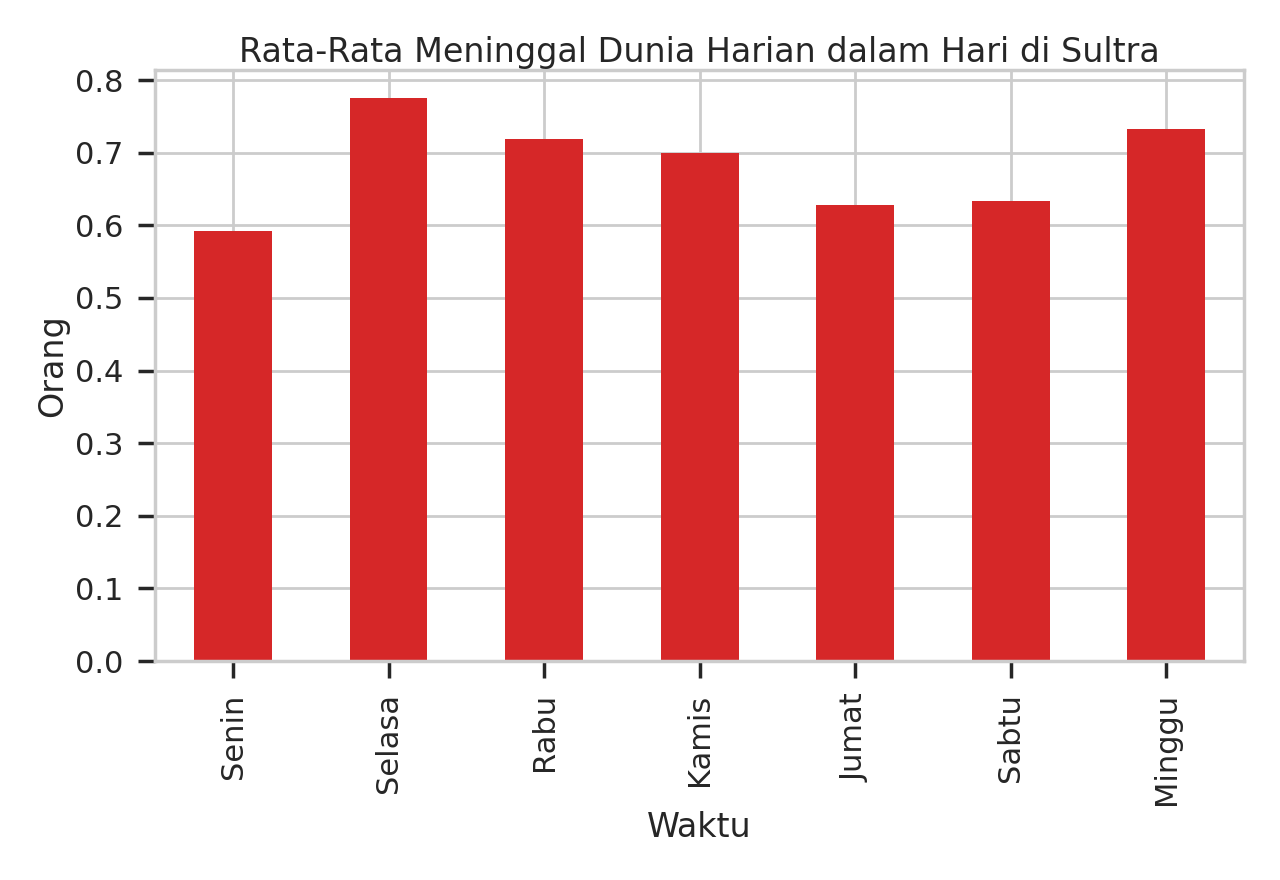 Rata-Rata Meninggal Dunia Harian dalam Hari di Sultra
0.8
0.7
0.6
0.5
0.4
0.3
0.2
0.1
0.0
Orang
Senin
Selasa
Rabu
Kamis
Jumat
Sabtu
Minggu
Waktu